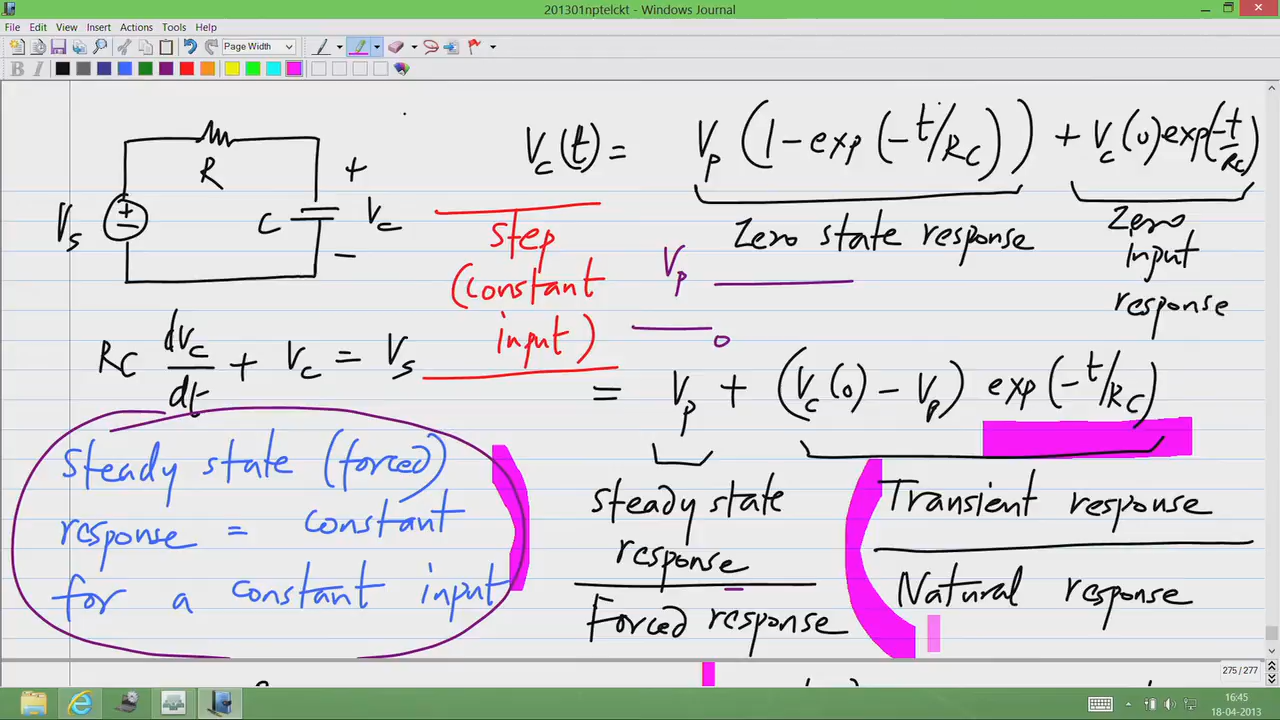 201301nptelckt - Windows Journal
File Edit View Insert Actions Tools Help
Page Width
B I
R
+
Vs
+
-
C
Vc
-
Vc(t) = Vp (1 - exp (-t/RC)) + Vc(0) exp(-t/RC)
Zero state response
Zero
input
response
step
(constant
input)
Vp
0
RC dVc/dt + Vc = Vs
= Vp + (Vc(0) - Vp) exp (-t/RC)
steady state (forced)
response = constant
for a constant input
steady state
response
Forced response
Transient response
Natural response
275 / 277
16:45
18-04-2013